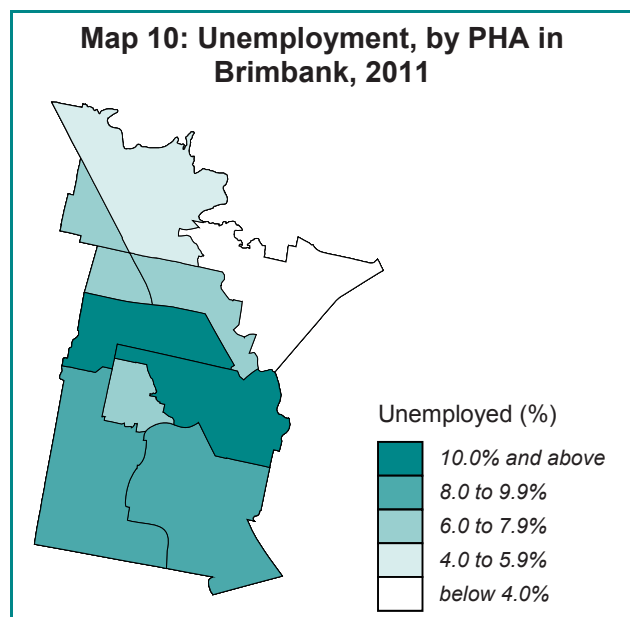 Map 10: Unemployment, by PHA in
Brimbank, 2011
Unemployed (%)
10.0% and above
8.0 to 9.9%
6.0 to 7.9%
4.0 to 5.9%
below 4.0%